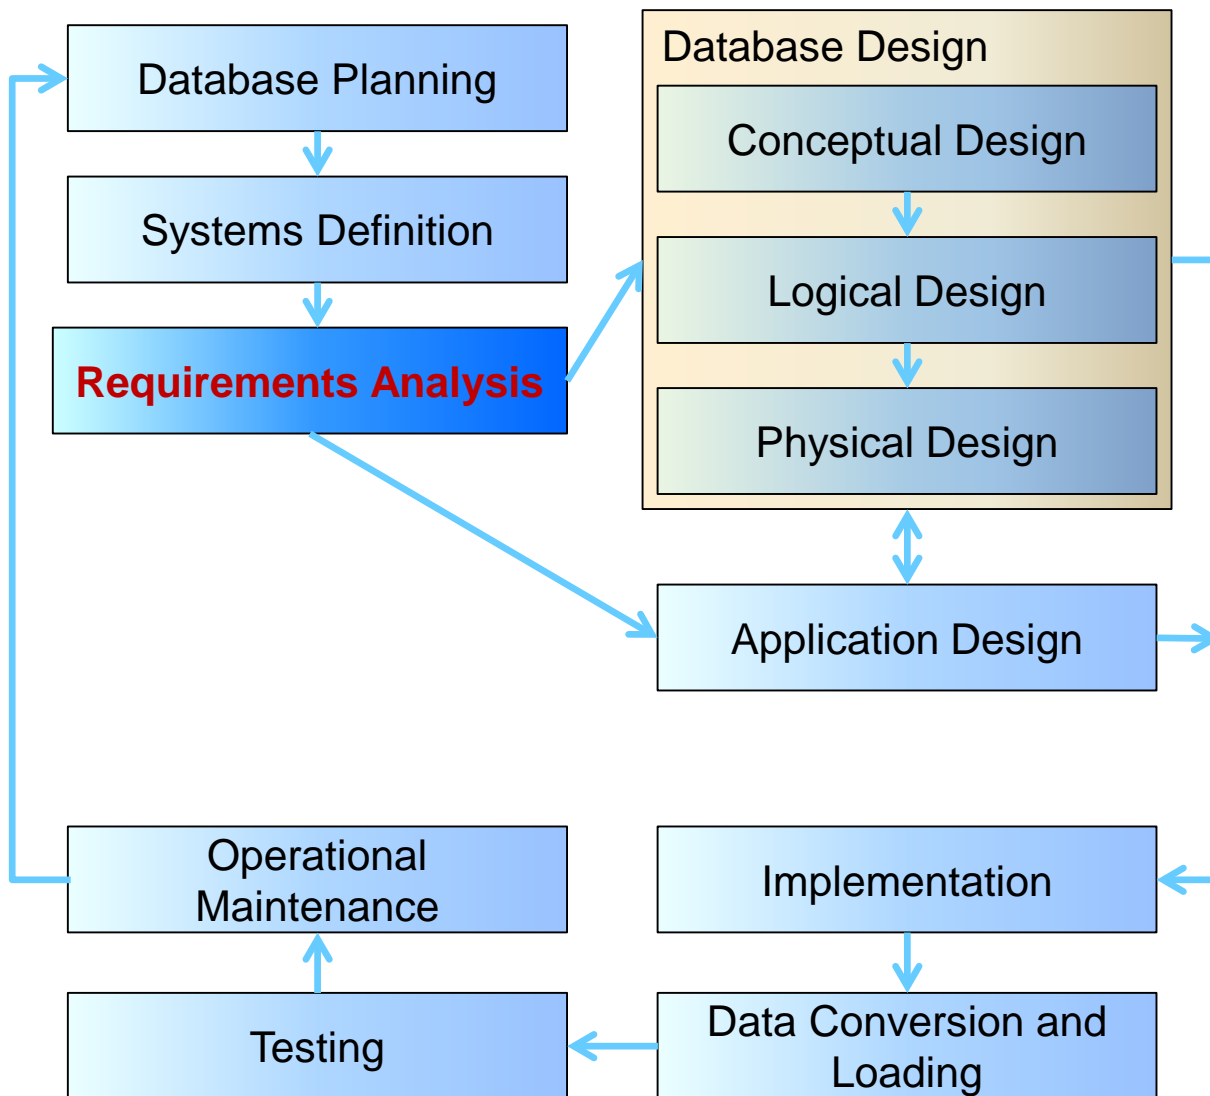 Database Planning
Systems Definition
Requirements Analysis
Database Design
Conceptual Design
Logical Design
Physical Design
Application Design
Operational
Maintenance
Implementation
Testing
Data Conversion and
Loading